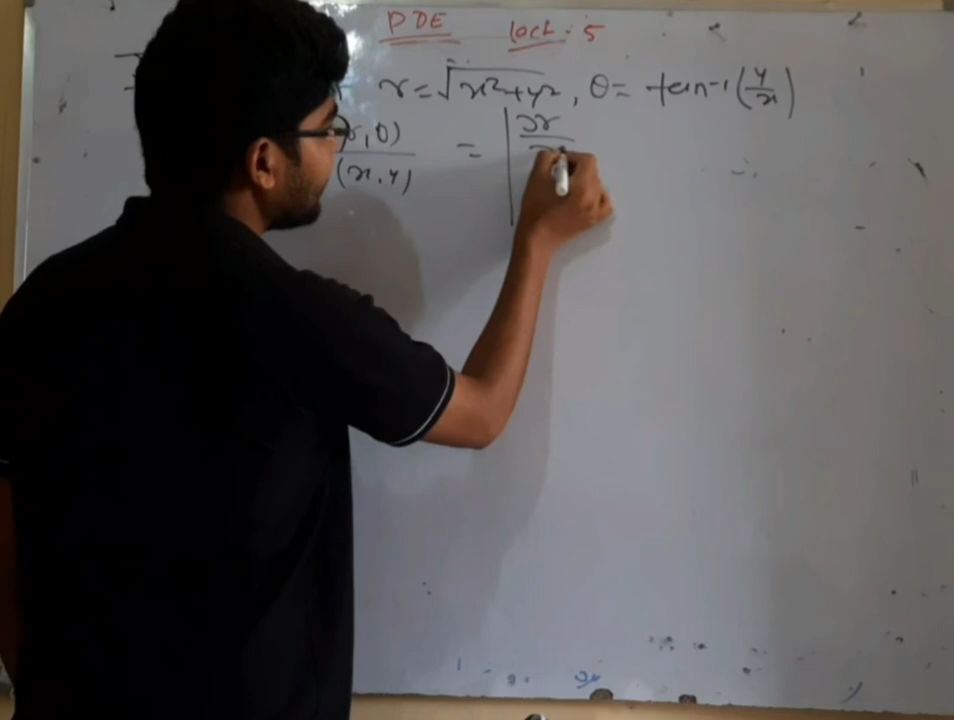 PDE Lect. 5
r = √x²+y², θ = tan-1 (y/x)
r, θ) / (x, y) = | ∂r